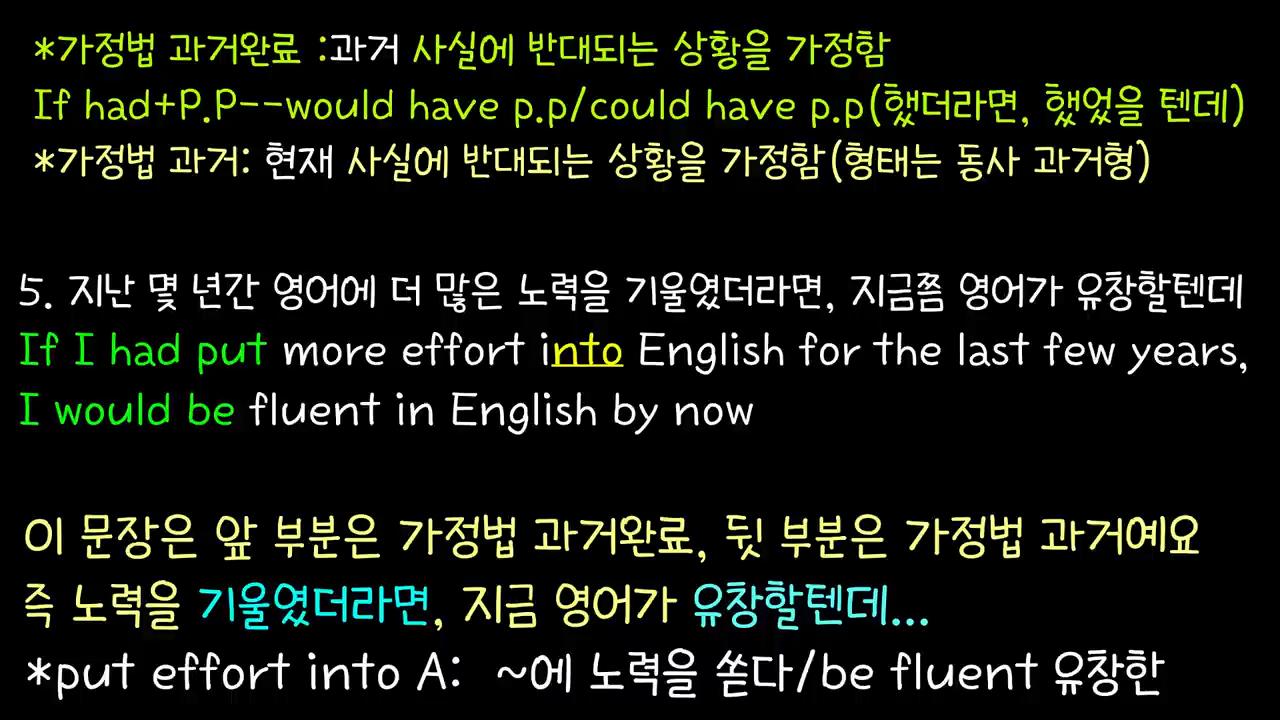 *가정법 과거완료 :과거 사실에 반대되는 상황을 가정함
If had+P.P--would have p.p/could have p.p(했더라면, 했었을 텐데)
*가정법 과거: 현재 사실에 반대되는 상황을 가정함(형태는 동사 과거형)
5. 지난 몇 년간 영어에 더 많은 노력을 기울였더라면, 지금쯤 영어가 유창할텐데
If I had put more effort into English for the last few years,
I would be fluent in English by now
이 문장은 앞 부분은 가정법 과거완료, 뒷 부분은 가정법 과거예요
즉 노력을 기울였더라면, 지금 영어가 유창할텐데...
*put effort into A: ~에 노력을 쏟다/be fluent 유창한